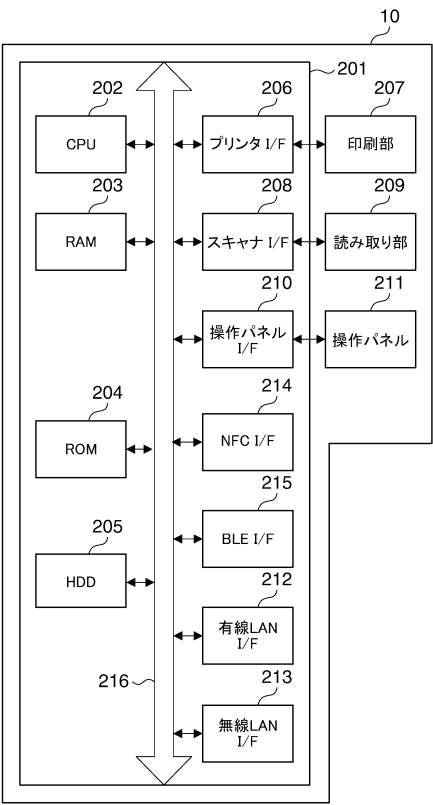 10
201
202
CPU
203
RAM
204
ROM
205
HDD
206
プリンタ I/F
207
印刷部
208
スキャナ I/F
209
読み取り部
210
操作パネル
I/F
211
操作パネル
214
NFC I/F
215
BLE I/F
212
有線LAN
I/F
213
無線LAN
I/F
216